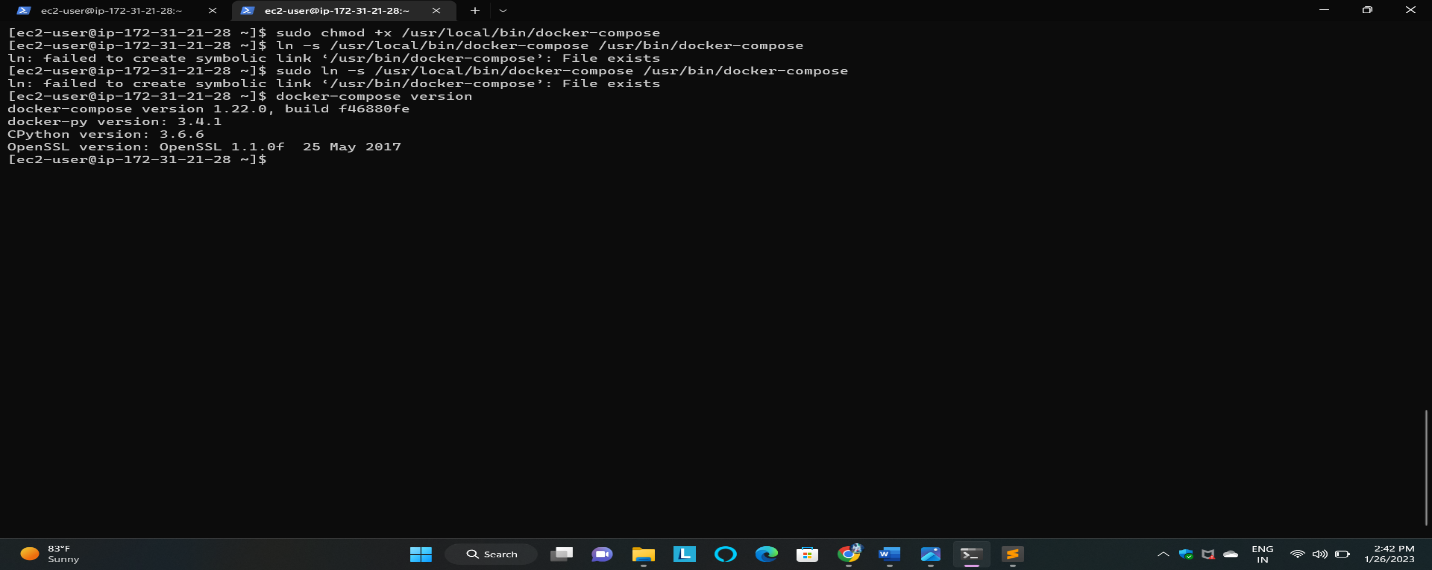 ec2-user@ip-172-31-21-28:~
ec2-user@ip-172-31-21-28:~
[ec2-user@ip-172-31-21-28 ~]$ sudo chmod +x /usr/local/bin/docker-compose
[ec2-user@ip-172-31-21-28 ~]$ ln -s /usr/local/bin/docker-compose /usr/bin/docker-compose
ln: failed to create symbolic link ‘/usr/bin/docker-compose’: File exists
[ec2-user@ip-172-31-21-28 ~]$ sudo ln -s /usr/local/bin/docker-compose /usr/bin/docker-compose
ln: failed to create symbolic link ‘/usr/bin/docker-compose’: File exists
[ec2-user@ip-172-31-21-28 ~]$ docker-compose version
docker-compose version 1.22.0, build f46880fe
docker-py version: 3.4.1
CPython version: 3.6.6
OpenSSL version: OpenSSL 1.1.0f  25 May 2017
[ec2-user@ip-172-31-21-28 ~]$
83°F
Sunny
Search
ENG
IN
2:42 PM
1/26/2023